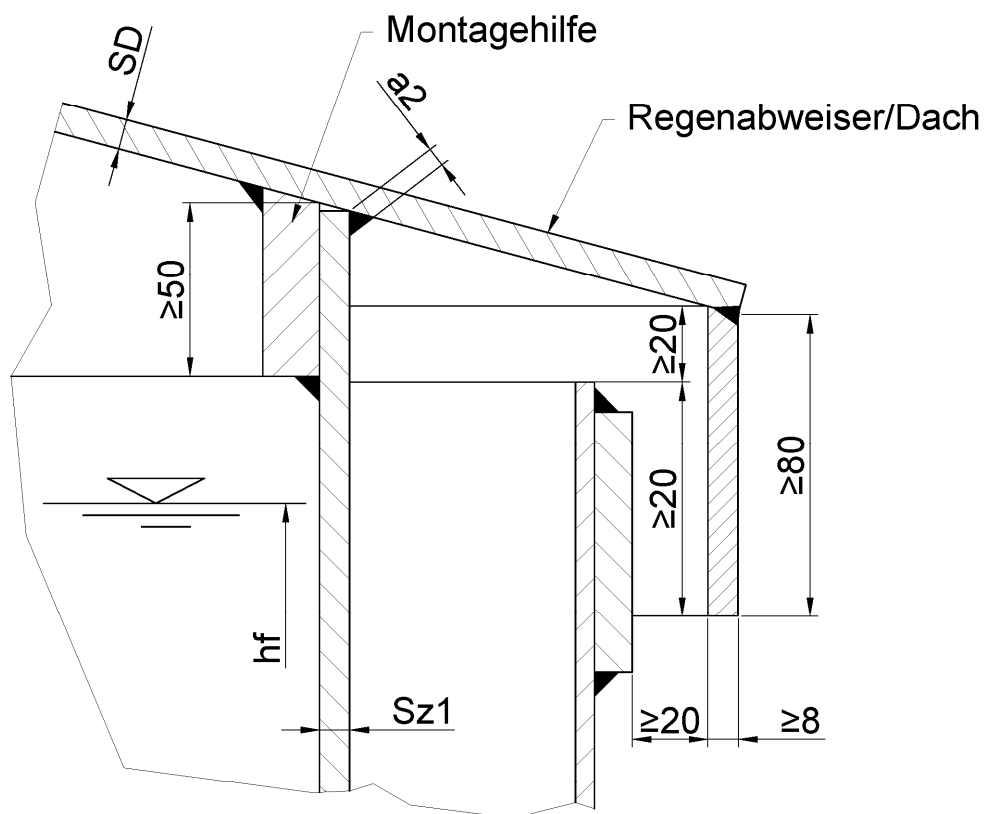 SD
Montagehilfe
a2
Regenabweiser/Dach
≥50
≥20
≥20
≥80
hf
Sz1
≥20
≥8